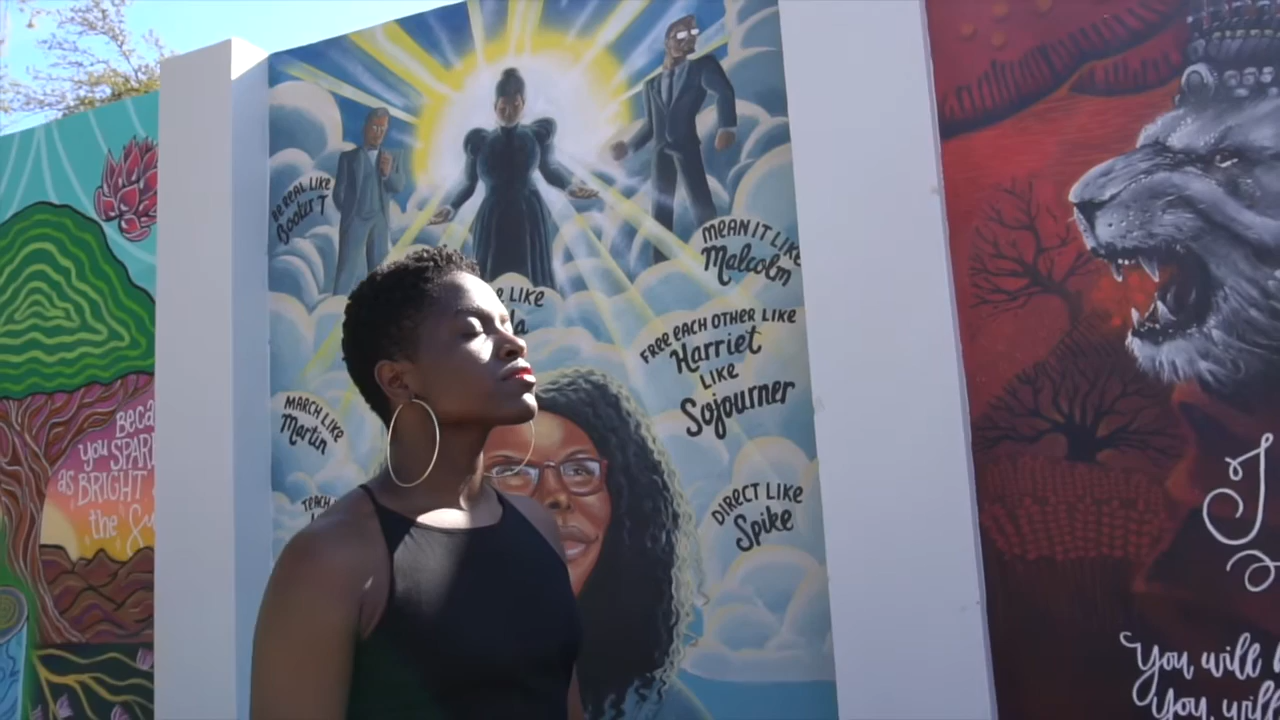 BE REAL LIKE
Booker T
MEAN IT LIKE
Malcolm
LIKE
FREE EACH OTHER LIKE
Harriet
LIKE
Sojourner
MARCH LIKE
Martin
TEACH
DIRECT LIKE
Spike
YOU SPAR
as BRIGHT
the
You will
You will